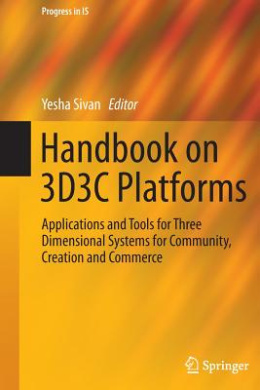 Progress in IS
Yesha Sivan Editor
Handbook on
3D3C Platforms
Applications and Tools for Three
Dimensional Systems for Community,
Creation and Commerce
Springer